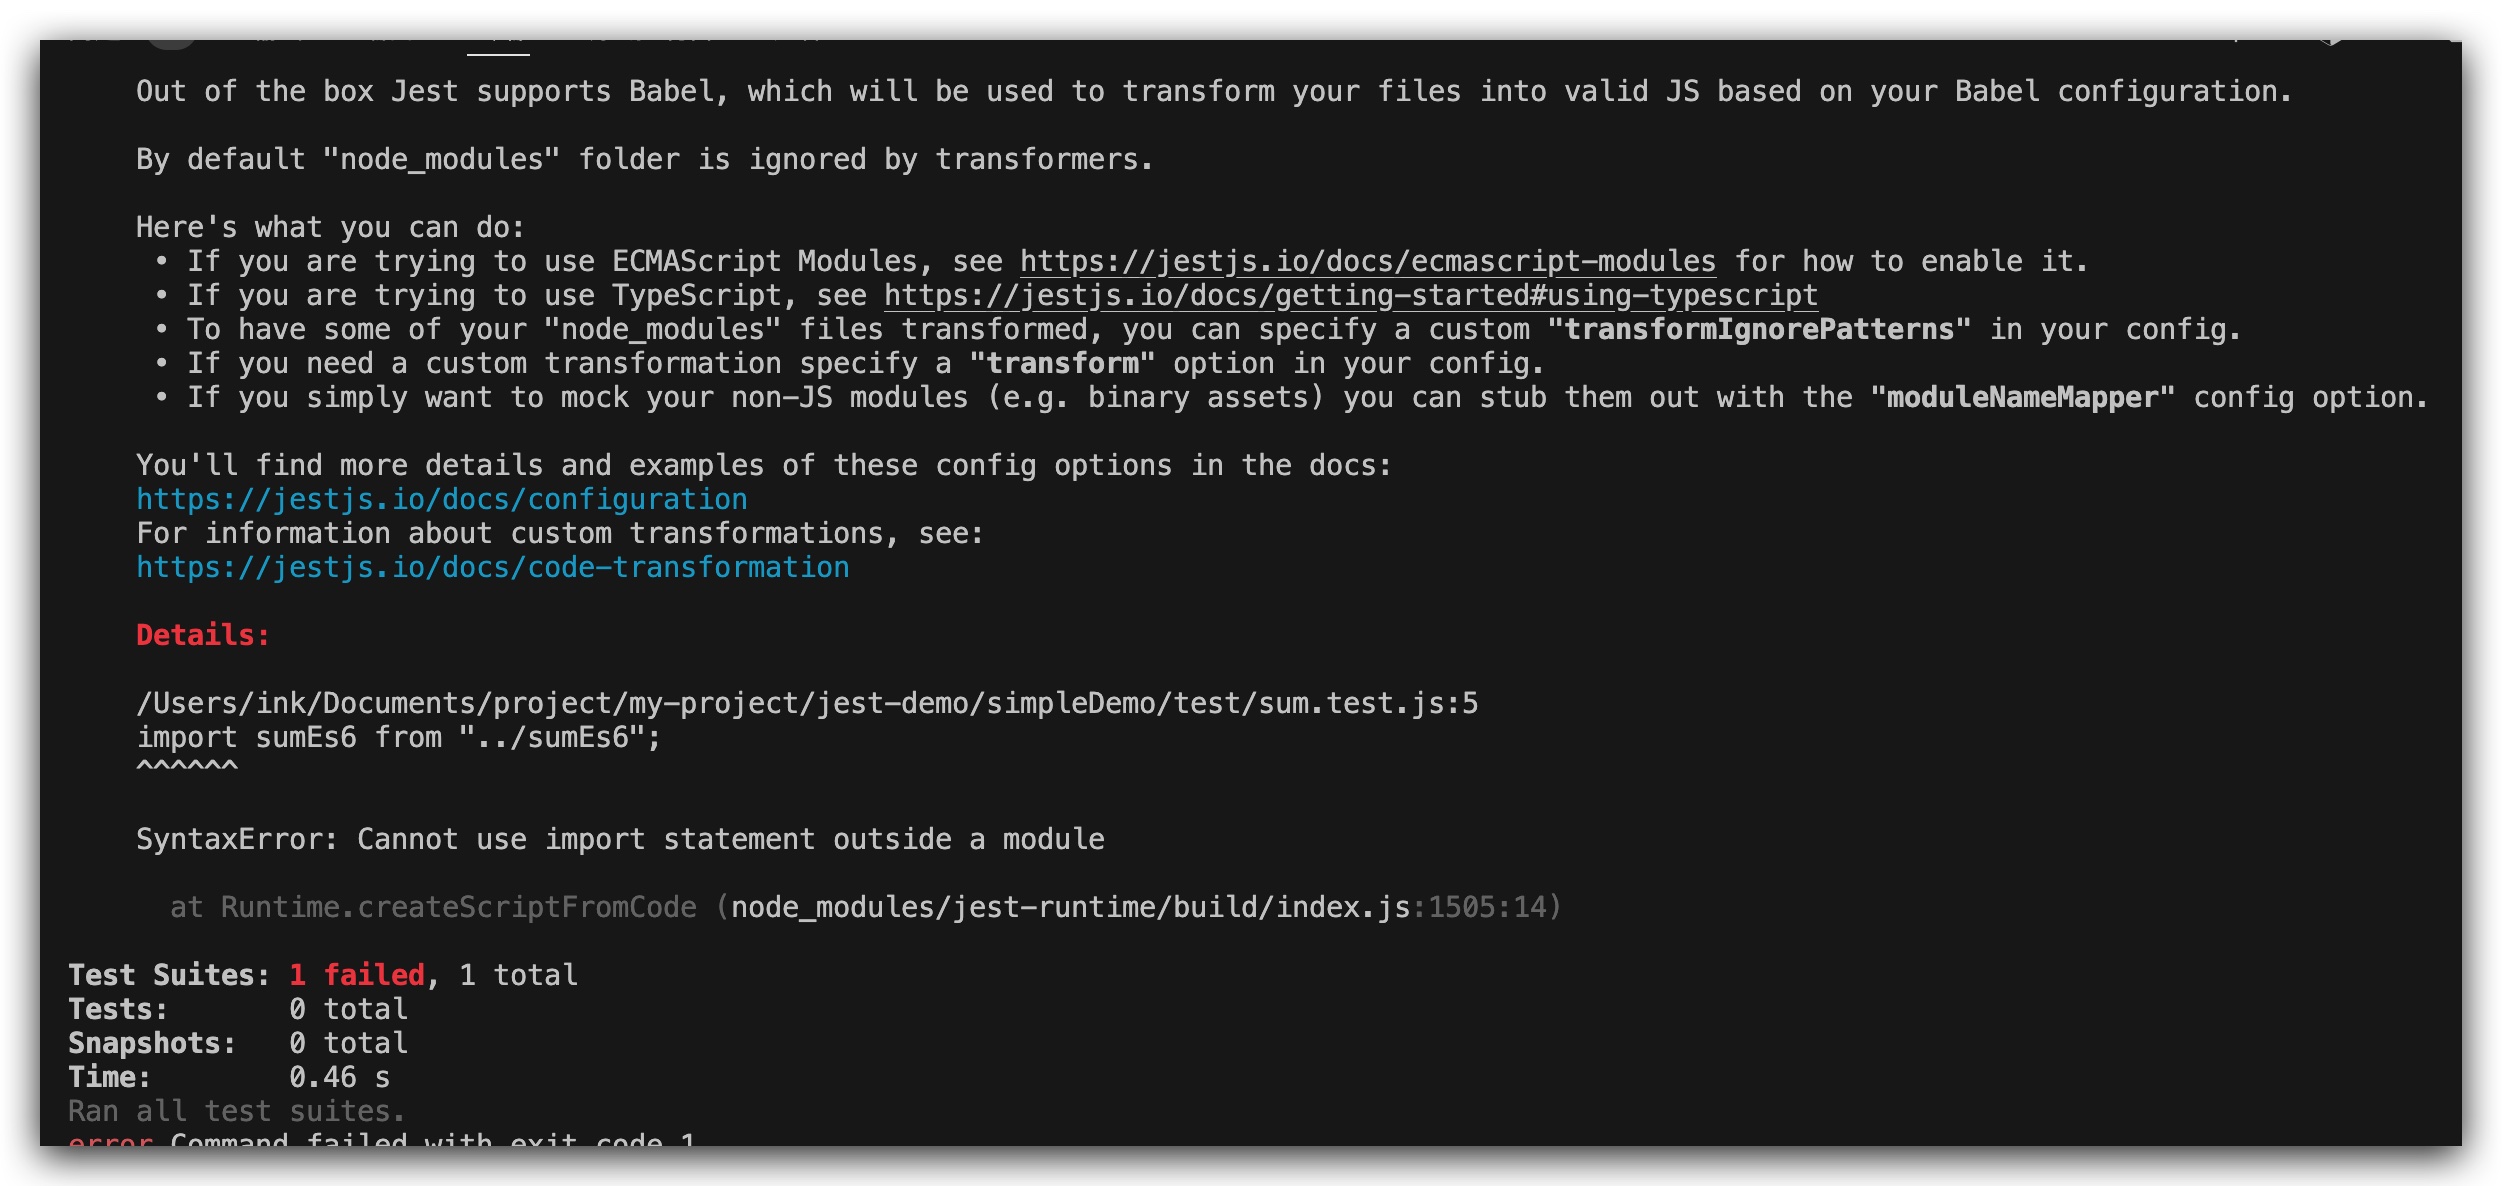 Out of the box Jest supports Babel, which will be used to transform your files into valid JS based on your Babel configuration.
By default "node_modules" folder is ignored by transformers.
Here's what you can do:
• If you are trying to use ECMAScript Modules, see https://jestjs.io/docs/ecmascript-modules for how to enable it.
• If you are trying to use TypeScript, see https://jestjs.io/docs/getting-started#using-typescript
• To have some of your "node_modules" files transformed, you can specify a custom "transformIgnorePatterns" in your config.
• If you need a custom transformation specify a "transform" option in your config.
• If you simply want to mock your non-JS modules (e.g. binary assets) you can stub them out with the "moduleNameMapper" config option.
You'll find more details and examples of these config options in the docs:
https://jestjs.io/docs/configuration
For information about custom transformations, see:
https://jestjs.io/docs/code-transformation
Details:
/Users/ink/Documents/project/my-project/jest-demo/simpleDemo/test/sum.test.js:5
import sumEs6 from "../sumEs6";
^^^^^^
SyntaxError: Cannot use import statement outside a module
at Runtime.createScriptFromCode (node_modules/jest-runtime/build/index.js:1505:14)
Test Suites: 1 failed, 1 total
Tests: 0 total
Snapshots: 0 total
Time: 0.46 s
Ran all test suites.
error Command failed with exit code 1